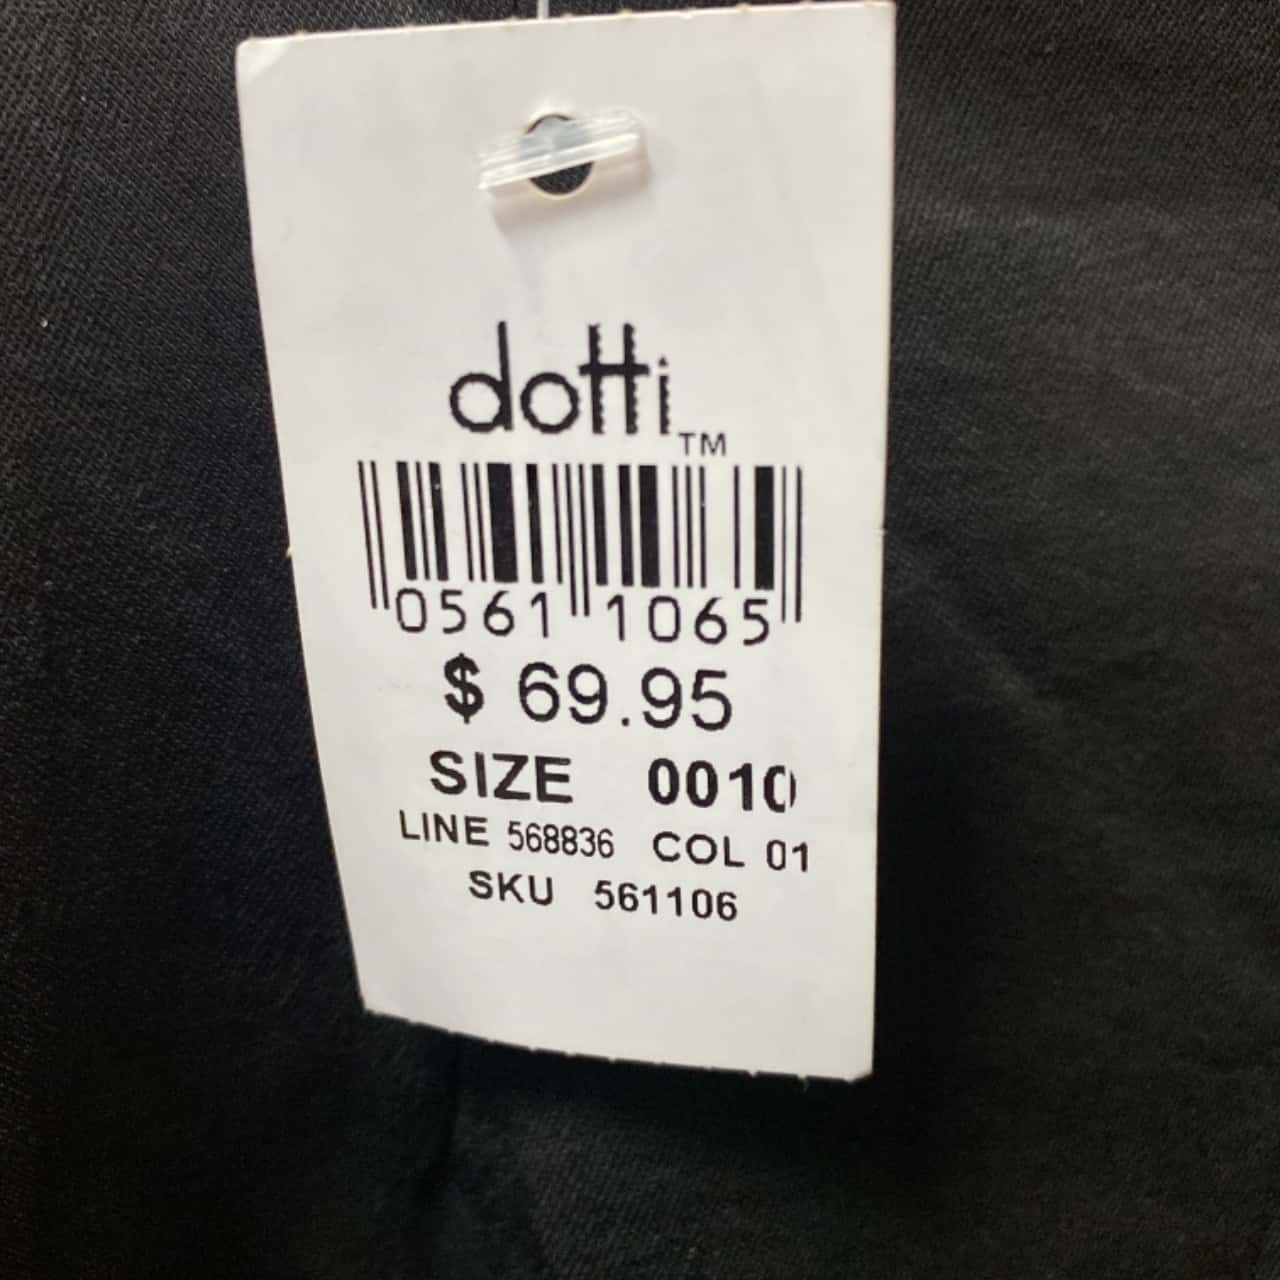 dotti TM
0561 1065
$ 69.95
SIZE 0010
LINE 568836 COL 01
SKU 561106